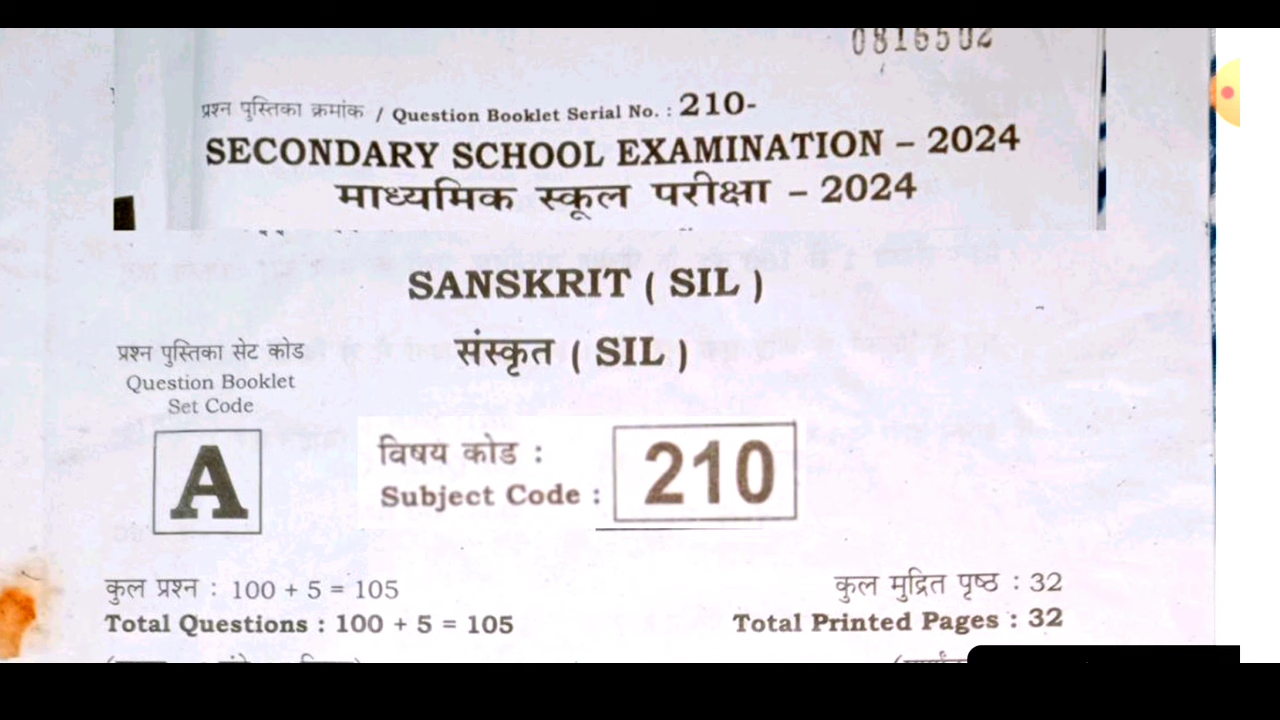 0816502
प्रश्न पुस्तिका क्रमांक / Question Booklet Serial No. : 210-
SECONDARY SCHOOL EXAMINATION – 2024
माध्यमिक स्कूल परीक्षा – 2024
SANSKRIT ( SIL )
संस्कृत ( SIL )
प्रश्न पुस्तिका सेट कोड
Question Booklet
Set Code
A
विषय कोड :
Subject Code :
210
कुल प्रश्न : 100 + 5 = 105
Total Questions : 100 + 5 = 105
कुल मुद्रित पृष्ठ : 32
Total Printed Pages : 32